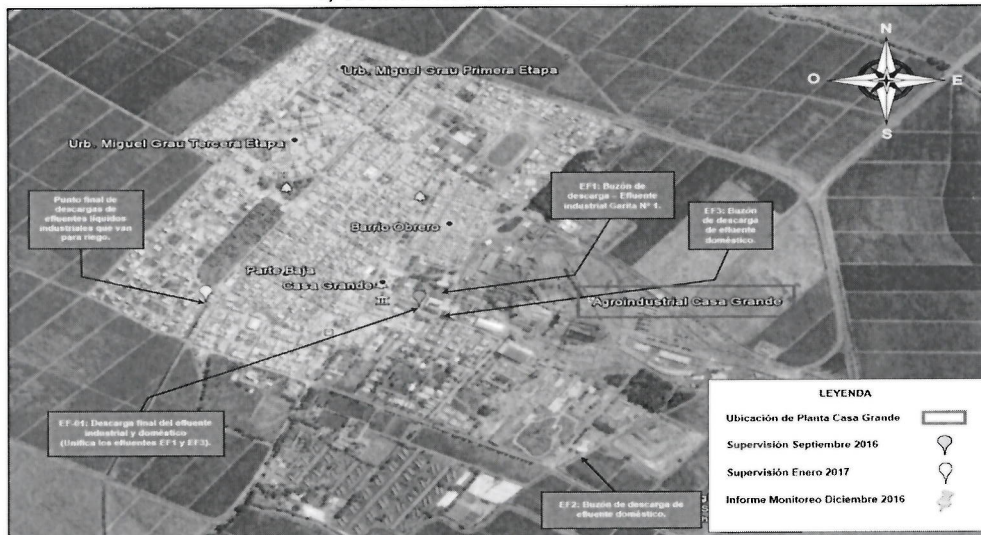 N
O
E
S
Urb. Miguel Grau Primera Etapa
Urb. Miguel Grau Tercera Etapa
Punto final de
descargas de
efluentes líquidos
industriales que van
para riego.
EF1: Buzón de
descarga – Efluente
industrial Garita N° 1.
EF3: Buzón
de descarga
de efluente
doméstico.
Barrio Obrero
Parte Baja
Casa Grande
Agroindustrial Casa Grande
EF-01: Descarga final del efluente
industrial y doméstico
(Unifica los efluentes EF1 y EF3).
EF2: Buzón de descarga de
efluente doméstico.
LEYENDA
Ubicación de Planta Casa Grande
Supervisión Septiembre 2016
Supervisión Enero 2017
Informe Monitoreo Diciembre 2016